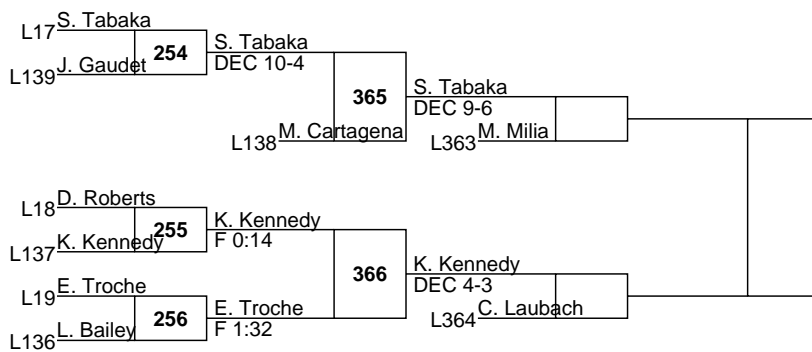 L17 S. Tabaka
254
L139 J. Gaudet
S. Tabaka
DEC 10-4
365
L138 M. Cartagena
S. Tabaka
DEC 9-6
L363 M. Milia
L18 D. Roberts
255
L137 K. Kennedy
K. Kennedy
F 0:14
366
L19 E. Troche
256
L136 L. Bailey
E. Troche
F 1:32
K. Kennedy
DEC 4-3
L364 C. Laubach